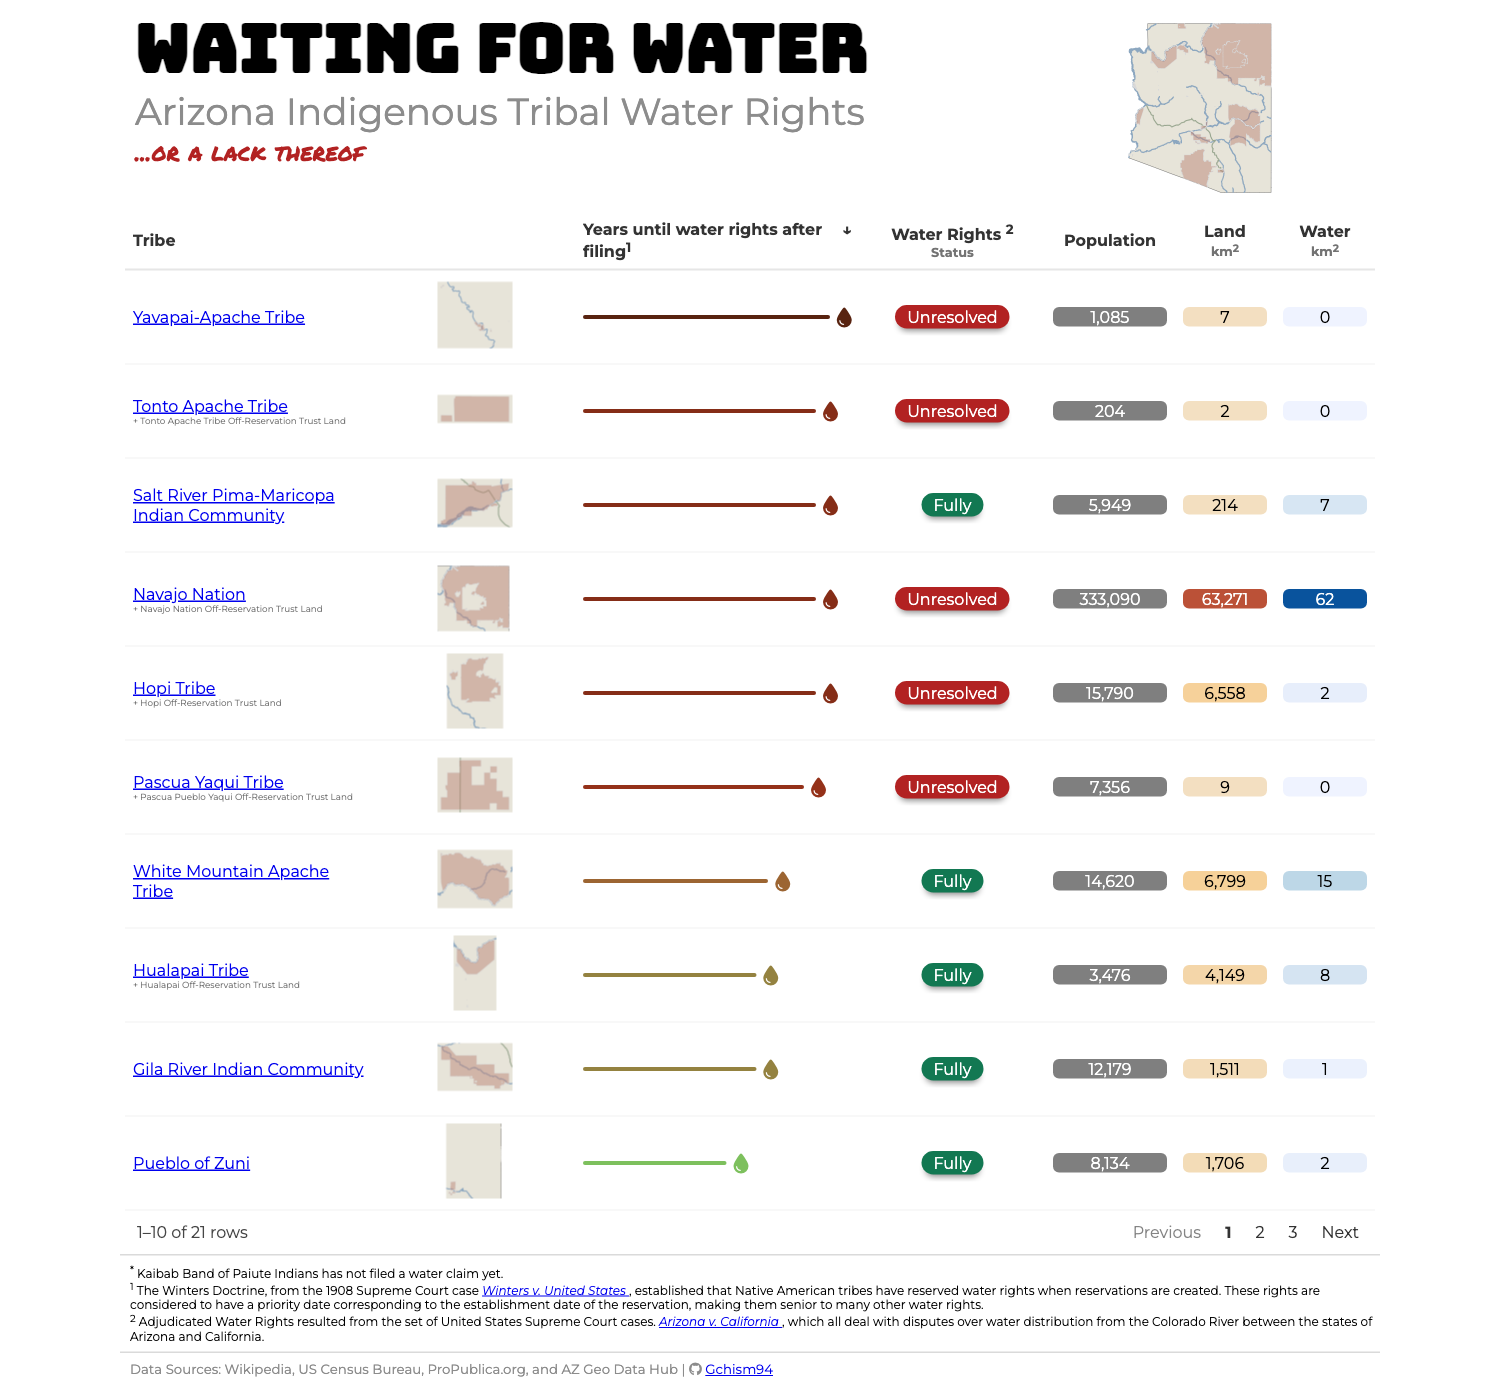 WAITING FOR WATER
Arizona Indigenous Tribal Water Rights
...OR A LACK THEREOF
Tribe
Years until water rights after ↓
filing1
Water Rights 2
Status
Population
Land
km2
Water
km2
Yavapai-Apache Tribe
Unresolved 1,085 7 0
Tonto Apache Tribe
+ Tonto Apache Tribe Off-Reservation Trust Land
Unresolved 204 2 0
Salt River Pima-Maricopa
Indian Community
Fully 5,949 214 7
Navajo Nation
+ Navajo Nation Off-Reservation Trust Land
Unresolved 333,090 63,271 62
Hopi Tribe
+ Hopi Off-Reservation Trust Land
Unresolved 15,790 6,558 2
Pascua Yaqui Tribe
+ Pascua Pueblo Yaqui Off-Reservation Trust Land
Unresolved 7,356 9 0
White Mountain Apache
Tribe
Fully 14,620 6,799 15
Hualapai Tribe
+ Hualapai Off-Reservation Trust Land
Fully 3,476 4,149 8
Gila River Indian Community
Fully 12,179 1,511 1
Pueblo of Zuni
Fully 8,134 1,706 2
1–10 of 21 rows
Previous 1 2 3 Next
* Kaibab Band of Paiute Indians has not filed a water claim yet.
1 The Winters Doctrine, from the 1908 Supreme Court case Winters v. United States , established that Native American tribes have reserved water rights when reservations are created. These rights are
considered to have a priority date corresponding to the establishment date of the reservation, making them senior to many other water rights.
2 Adjudicated Water Rights resulted from the set of United States Supreme Court cases. Arizona v. California , which all deal with disputes over water distribution from the Colorado River between the states of
Arizona and California.
Data Sources: Wikipedia, US Census Bureau, ProPublica.org, and AZ Geo Data Hub | Gchism94